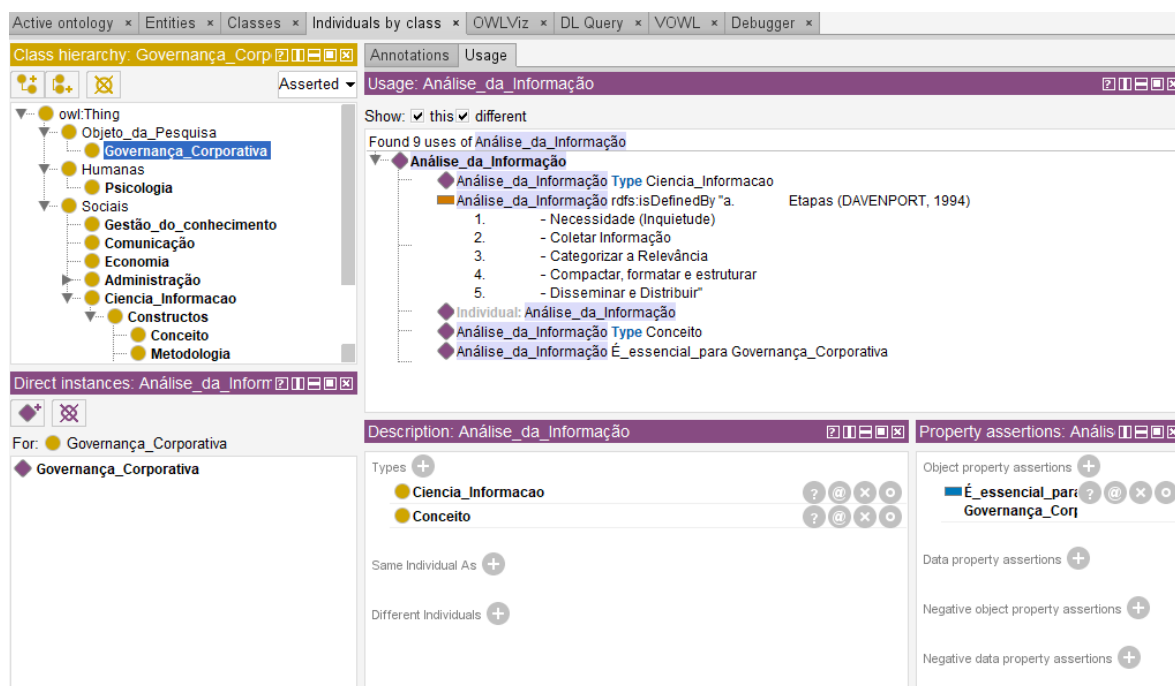 Active ontology × Entities × Classes × Individuals by class × OWLViz × DL Query × VOWL × Debugger ×
Class hierarchy: Governança_Corp
Asserted
owl:Thing
Objeto_da_Pesquisa
Governança_Corporativa
Humanas
Psicologia
Sociais
Gestão_do_conhecimento
Comunicação
Economia
Administração
Ciencia_Informacao
Constructos
Conceito
Metodologia
Direct instances: Análise_da_Inform
For: Governança_Corporativa
Governança_Corporativa
Annotations Usage
Usage: Análise_da_Informação
Show: this different
Found 9 uses of Análise_da_Informação
Análise_da_Informação
Análise_da_Informação Type Ciencia_Informacao
Análise_da_Informação rdfs:isDefinedBy "a. Etapas (DAVENPORT, 1994)
1. - Necessidade (Inquietude)
2. - Coletar Informação
3. - Categorizar a Relevância
4. - Compactar, formatar e estruturar
5. - Disseminar e Distribuir"
Individual: Análise_da_Informação
Análise_da_Informação Type Conceito
Análise_da_Informação É_essencial_para Governança_Corporativa
Description: Análise_da_Informação
Types
Ciencia_Informacao
? @ × o
Conceito
? @ × o
Same Individual As
Different Individuals
Property assertions: Anális
Object property assertions
É_essencial_para ? @ × o
Governança_Corp
Data property assertions
Negative object property assertions
Negative data property assertions